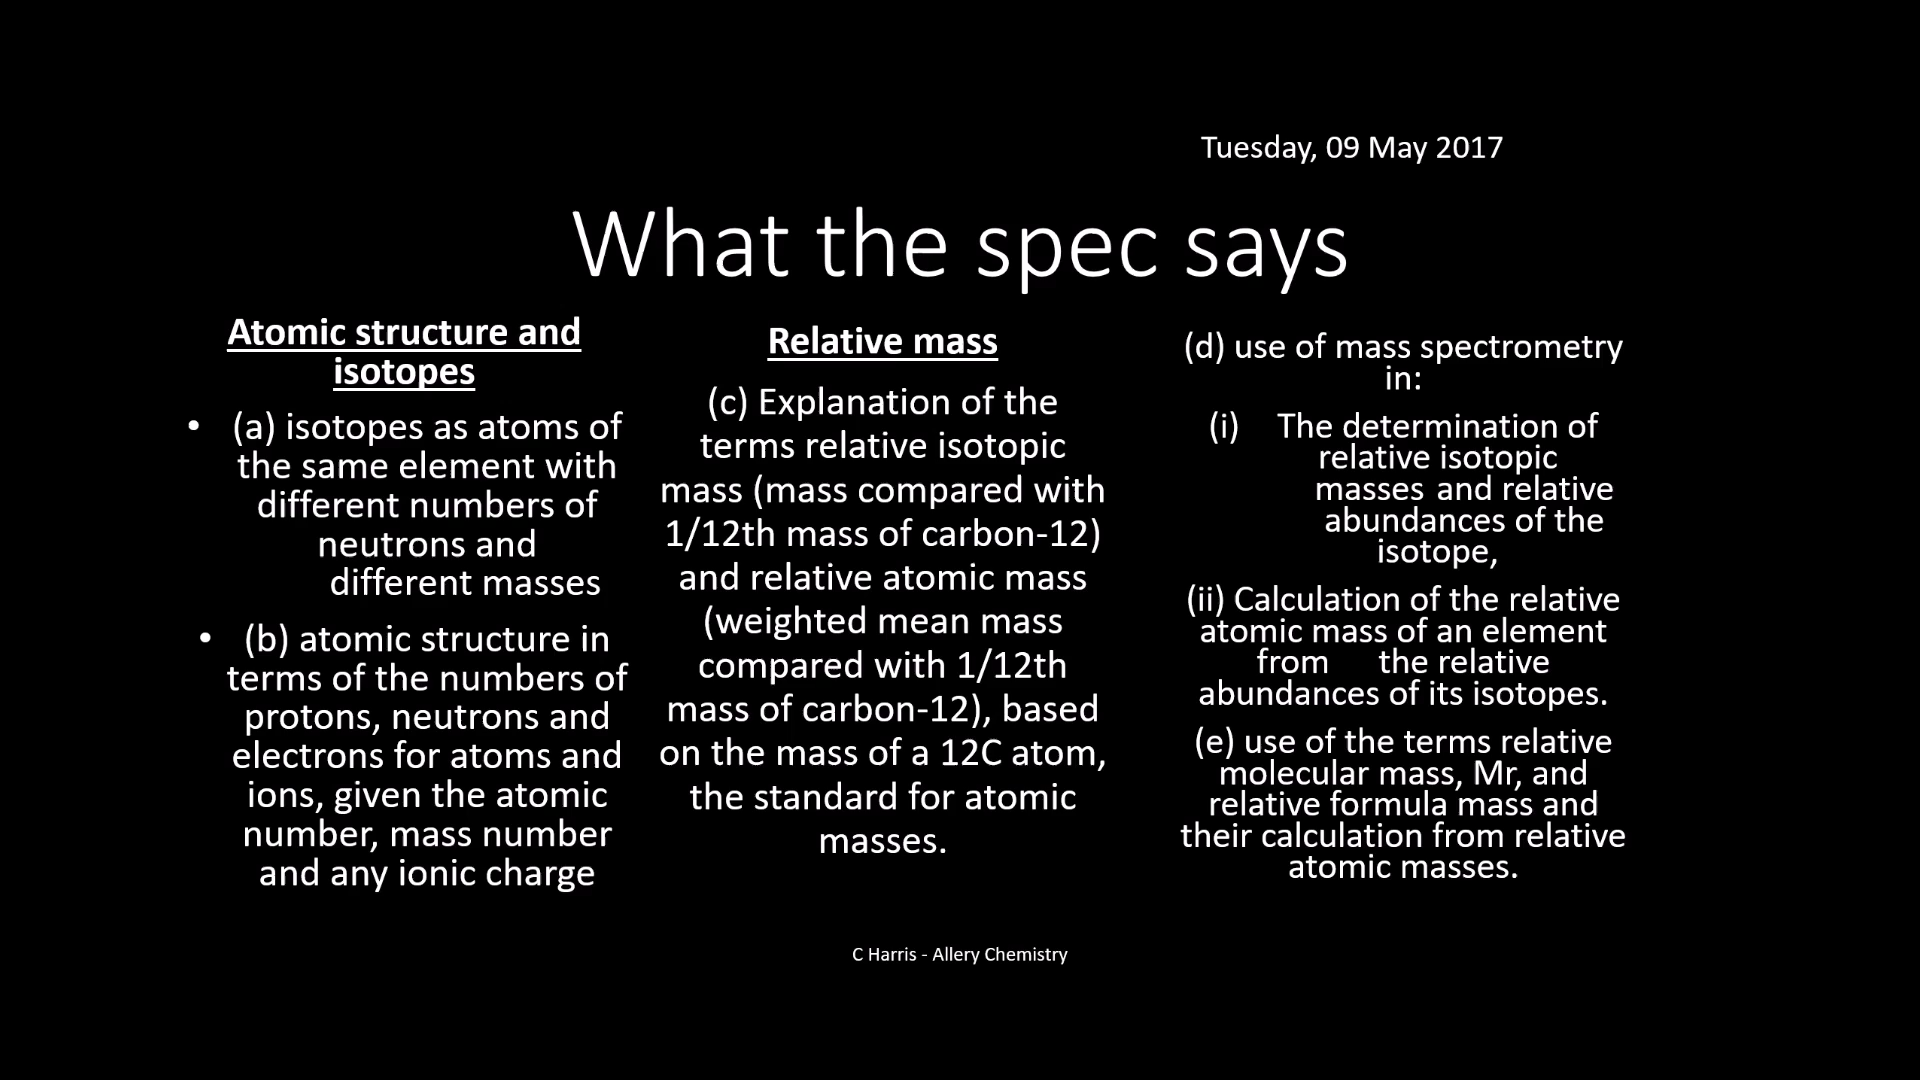 Tuesday, 09 May 2017
What the spec says
Atomic structure and
isotopes
• (a) isotopes as atoms of
the same element with
different numbers of
neutrons and
different masses
• (b) atomic structure in
terms of the numbers of
protons, neutrons and
electrons for atoms and
ions, given the atomic
number, mass number
and any ionic charge
Relative mass
(c) Explanation of the
terms relative isotopic
mass (mass compared with
1/12th mass of carbon-12)
and relative atomic mass
(weighted mean mass
compared with 1/12th
mass of carbon-12), based
on the mass of a 12C atom,
the standard for atomic
masses.
(d) use of mass spectrometry
in:
(i) The determination of
relative isotopic
masses and relative
abundances of the
isotope,
(ii) Calculation of the relative
atomic mass of an element
from the relative
abundances of its isotopes.
(e) use of the terms relative
molecular mass, Mr, and
relative formula mass and
their calculation from relative
atomic masses.
C Harris - Allery Chemistry